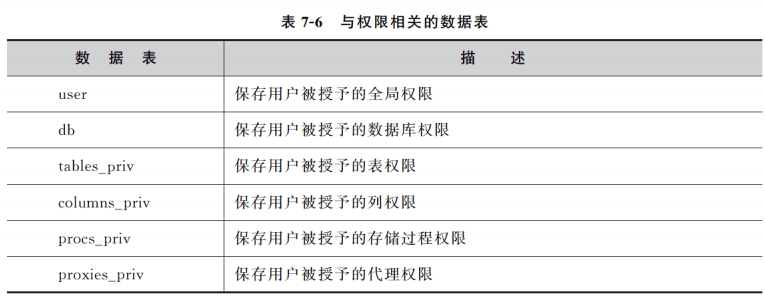 表 7-6 与权限相关的数据表
数 据 表 描 述
user 保存用户被授予的全局权限
db 保存用户被授予的数据库权限
tables_priv 保存用户被授予的表权限
columns_priv 保存用户被授予的列权限
procs_priv 保存用户被授予的存储过程权限
proxies_priv 保存用户被授予的代理权限